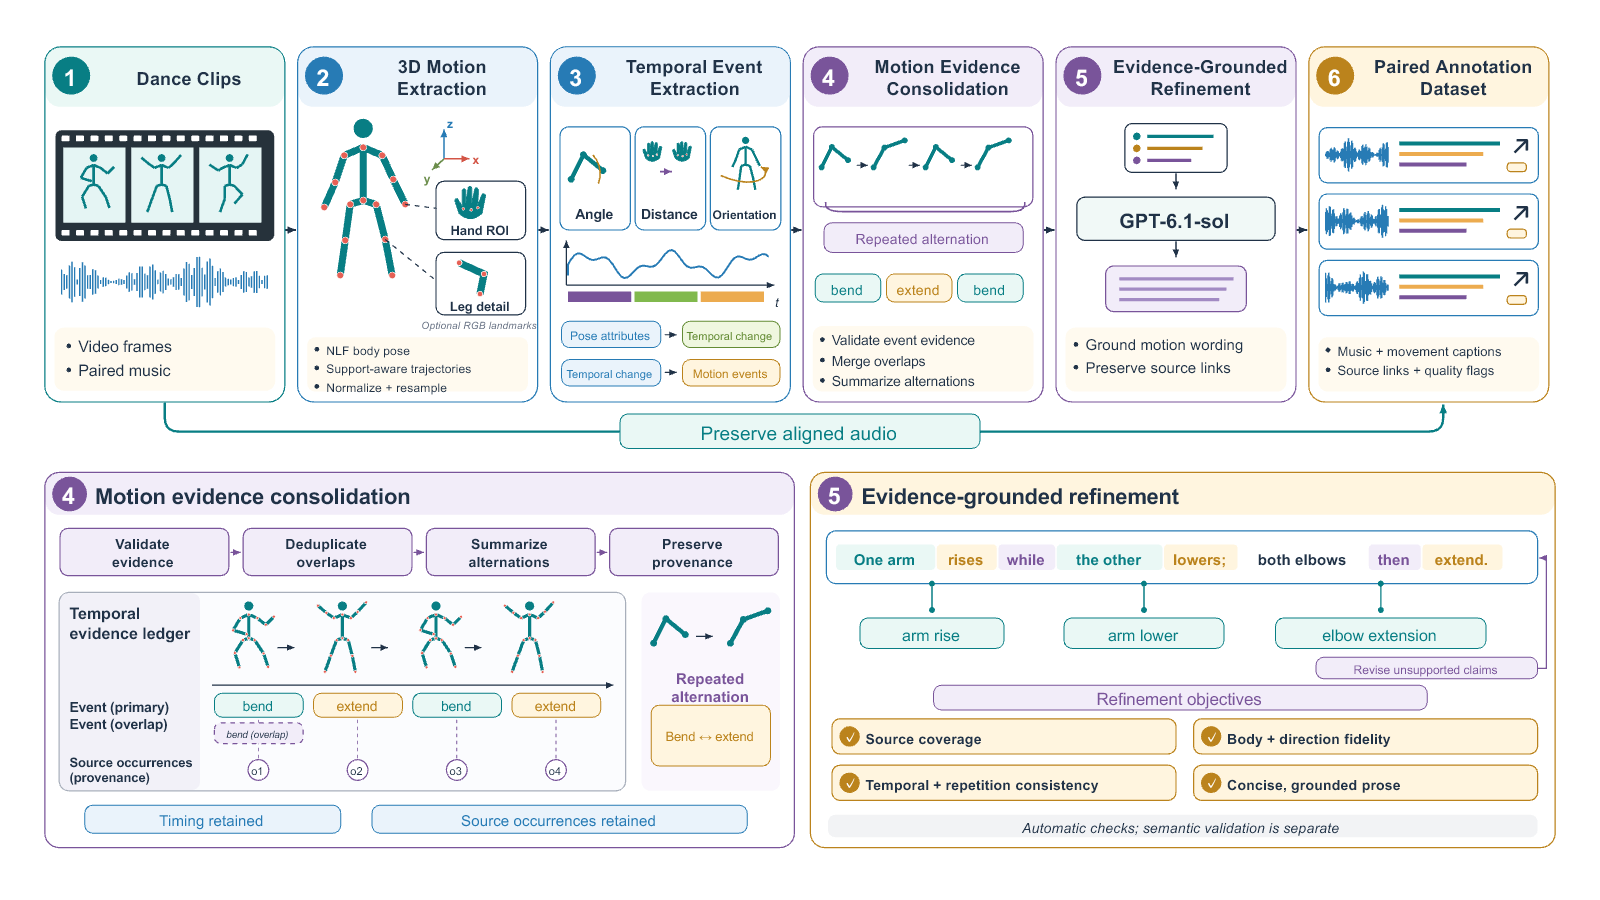 1
Dance Clips
Video frames
Paired music
2
3D Motion
Extraction
z
x
y
Hand ROI
Leg detail
Optional RGB landmarks
NLF body pose
Support-aware trajectories
Normalize + resample
3
Temporal Event
Extraction
Angle
Distance
Orientation
t
Pose attributes
Temporal change
Temporal change
Motion events
4
Motion Evidence
Consolidation
Repeated alternation
bend
extend
bend
Validate event evidence
Merge overlaps
Summarize alternations
5
Evidence-Grounded
Refinement
GPT-6.1-sol
Ground motion wording
Preserve source links
6
Paired Annotation
Dataset
Music + movement captions
Source links + quality flags
Preserve aligned audio
4
Motion evidence consolidation
Validate
evidence
Deduplicate
overlaps
Summarize
alternations
Preserve
provenance
Temporal
evidence ledger
Event (primary)
Event (overlap)
Source occurrences
(provenance)
bend
extend
bend
extend
bend (overlap)
o1
o2
o3
o4
Repeated
alternation
Bend ↔ extend
Timing retained
Source occurrences retained
5
Evidence-grounded refinement
One arm rises while the other lowers; both elbows then extend.
arm rise
arm lower
elbow extension
Revise unsupported claims
Refinement objectives
Source coverage
Body + direction fidelity
Temporal + repetition consistency
Concise, grounded prose
Automatic checks; semantic validation is separate